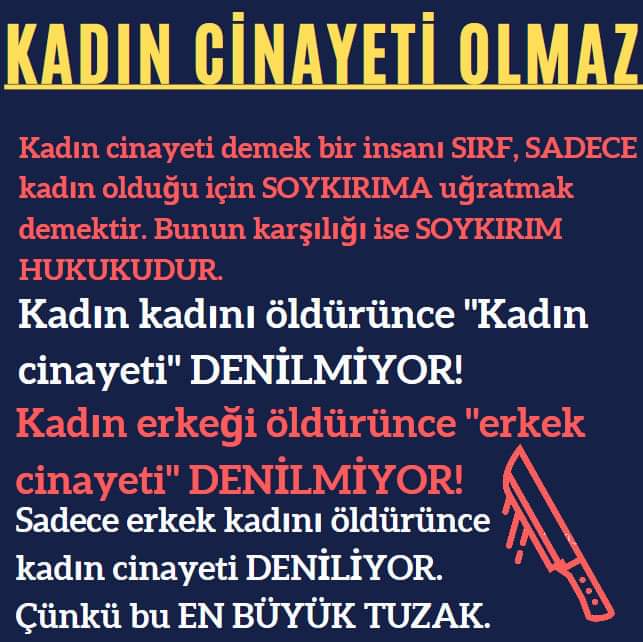 KADIN CİNAYETİ OLMAZ
Kadın cinayeti demek bir insanı SIRF, SADECE
kadın olduğu için SOYKIRIMA uğratmak
demektir. Bunun karşılığı ise SOYKIRIM
HUKUKUDUR.
Kadın kadını öldürünce "Kadın
cinayeti" DENİLMİYOR!
Kadın erkeği öldürünce "erkek
cinayeti" DENİLMİYOR!
Sadece erkek kadını öldürünce
kadın cinayeti DENİLİYOR.
Çünkü bu EN BÜYÜK TUZAK.